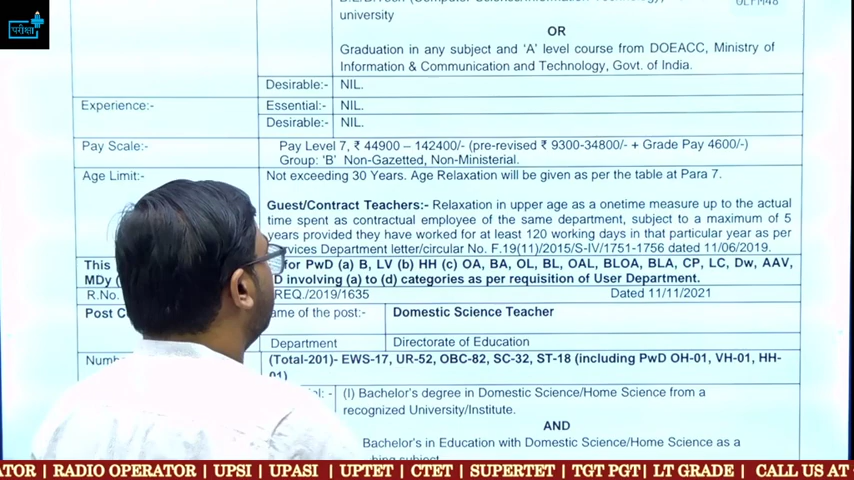 परीक्षा
university
OR
Graduation in any subject and 'A' level course from DOEACC, Ministry of
Information & Communication and Technology, Govt. of India.
Desirable:- NIL.
Experience:- Essential:- NIL.
Desirable:- NIL.
Pay Scale:- Pay Level 7, ₹ 44900 – 142400/- (pre-revised ₹ 9300-34800/- + Grade Pay 4600/-)
Group: 'B' Non-Gazetted, Non-Ministerial.
Age Limit:- Not exceeding 30 Years. Age Relaxation will be given as per the table at Para 7.
Guest/Contract Teachers:- Relaxation in upper age as a onetime measure up to the actual
time spent as contractual employee of the same department, subject to a maximum of 5
years provided they have worked for at least 120 working days in that particular year as per
rvices Department letter/circular No. F.19(11)/2015/S-IV/1751-1756 dated 11/06/2019.
This for PwD (a) B, LV (b) HH (c) OA, BA, OL, BL, OAL, BLOA, BLA, CP, LC, Dw, AAV,
MDy D involving (a) to (d) categories as per requisition of User Department.
R.No. REQ./2019/1635 Dated 11/11/2021
Post C ame of the post:- Domestic Science Teacher
Department Directorate of Education
Numb (Total-201)- EWS-17, UR-52, OBC-82, SC-32, ST-18 (including PwD OH-01, VH-01, HH-
01)
al: - (I) Bachelor's degree in Domestic Science/Home Science from a
recognized University/Institute.
AND
Bachelor's in Education with Domestic Science/Home Science as a
ATOR | RADIO OPERATOR | UPSI | UPASI | UPTET | CTET | SUPERTET | TGT PGT| LT GRADE | CALL US AT